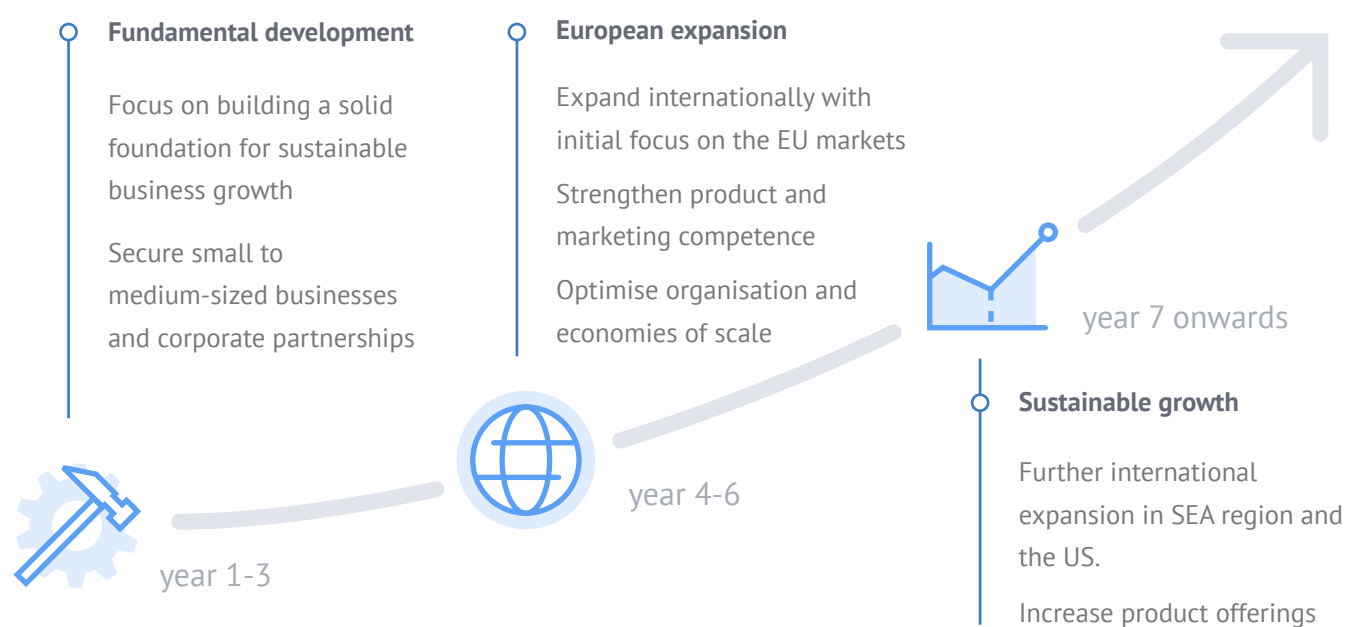 Fundamental development
Focus on building a solid
foundation for sustainable
business growth
Secure small to
medium-sized businesses
and corporate partnerships
year 1-3
European expansion
Expand internationally with
initial focus on the EU markets
Strengthen product and
marketing competence
Optimise organisation and
economies of scale
year 4-6
year 7 onwards
Sustainable growth
Further international
expansion in SEA region and
the US.
Increase product offerings